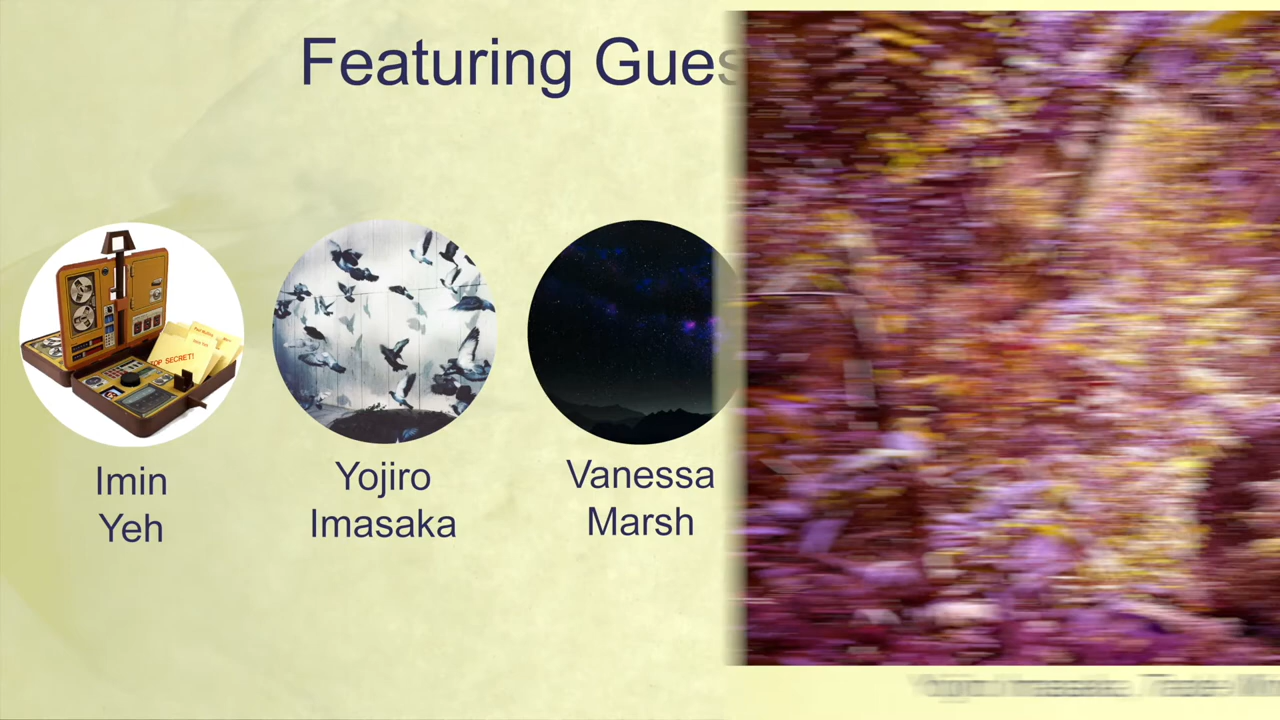 Featuring Gues
TOP SECRET!
Imin
Yeh
Yojiro
Imasaka
Vanessa
Marsh